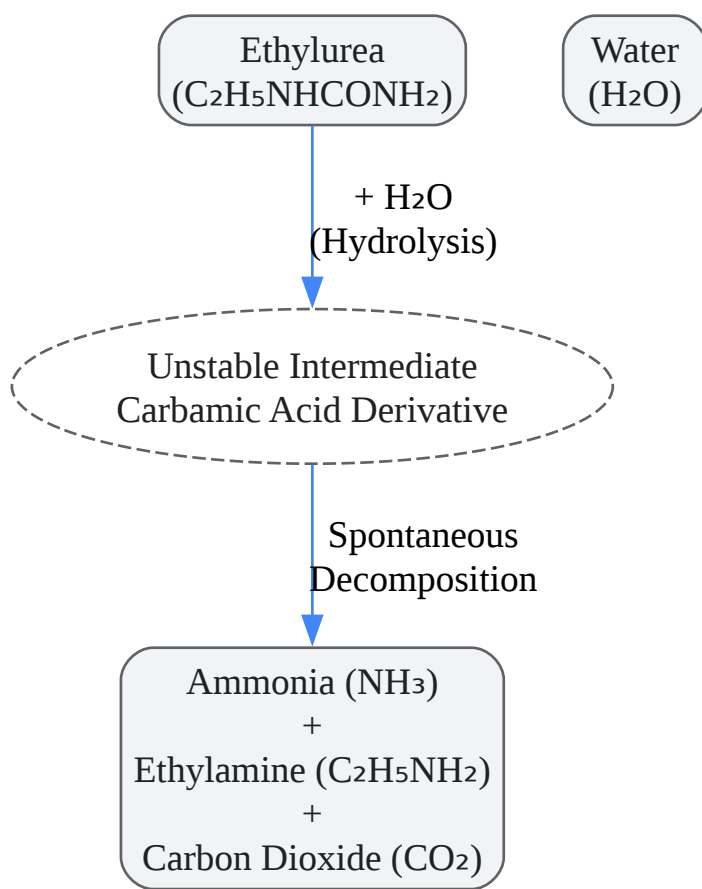 Ethylurea
(C₂H₅NHCONH₂)
Water
(H₂O)
+ H₂O
(Hydrolysis)
Unstable Intermediate
Carbamic Acid Derivative
Spontaneous
Decomposition
Ammonia (NH₃)
+
Ethylamine (C₂H₅NH₂)
+
Carbon Dioxide (CO₂)